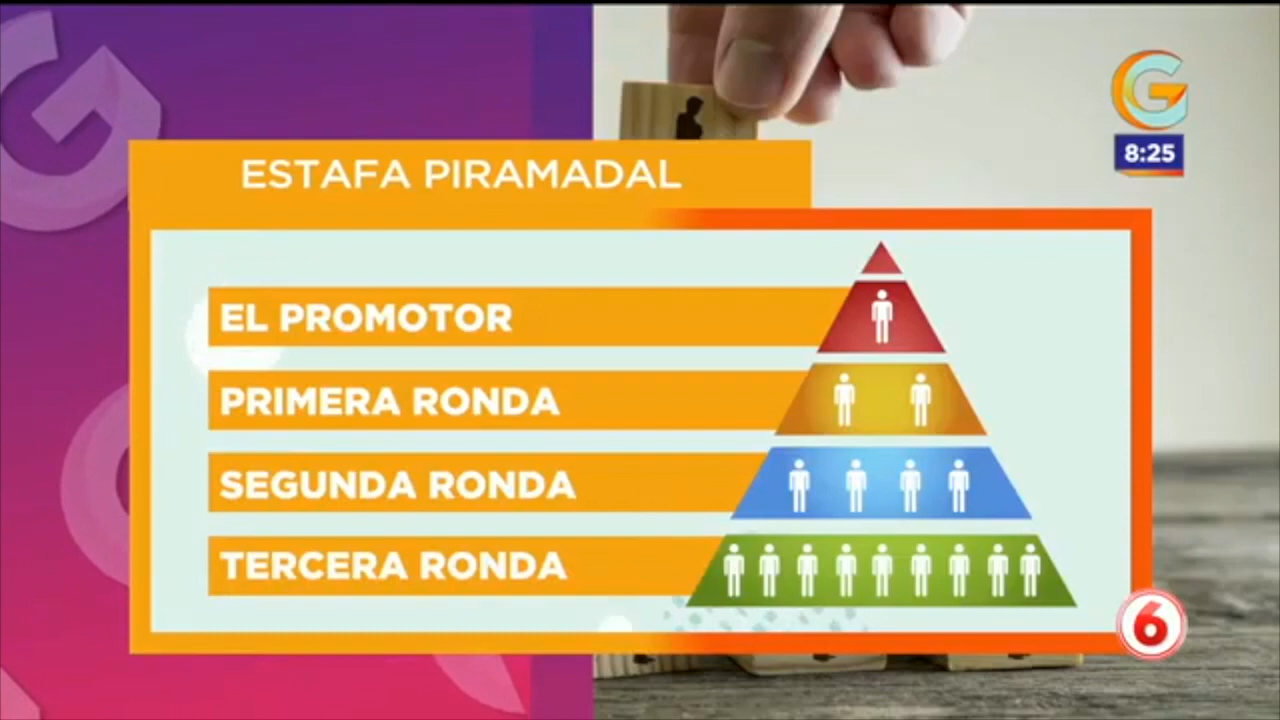 G
8:25
ESTAFA PIRAMADAL
EL PROMOTOR
PRIMERA RONDA
SEGUNDA RONDA
TERCERA RONDA
6